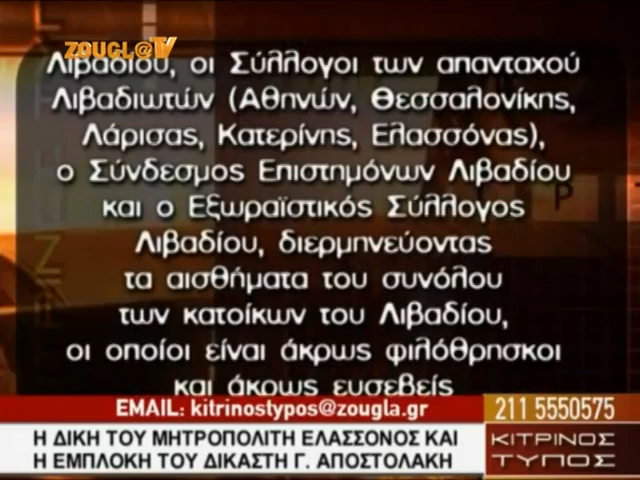 ZOUGL@TV
Λιβαδίου, οι Σύλλογοι των απανταχού
Λιβαδιωτών (Αθηνών, Θεσσαλονίκης,
Λάρισας, Κατερίνης, Ελασσόνας),
ο Σύνδεσμος Επιστημόνων Λιβαδίου
και ο Εξωραϊστικός Σύλλογος
Λιβαδίου, διερμηνεύοντας
τα αισθήματα του συνόλου
των κατοίκων του Λιβαδίου,
οι οποίοι είναι άκρως φιλόθρησκοι
και άκρως ευσεβείς
EMAIL: kitrinostypos@zougla.gr
211 5550575
Η ΔΙΚΗ ΤΟΥ ΜΗΤΡΟΠΟΛΙΤΗ ΕΛΑΣΣΟΝΟΣ ΚΑΙ
Η ΕΜΠΛΟΚΗ ΤΟΥ ΔΙΚΑΣΤΗ Γ. ΑΠΟΣΤΟΛΑΚΗ
ΚΙΤΡΙΝΟΣ
ΤΥΠΟΣ